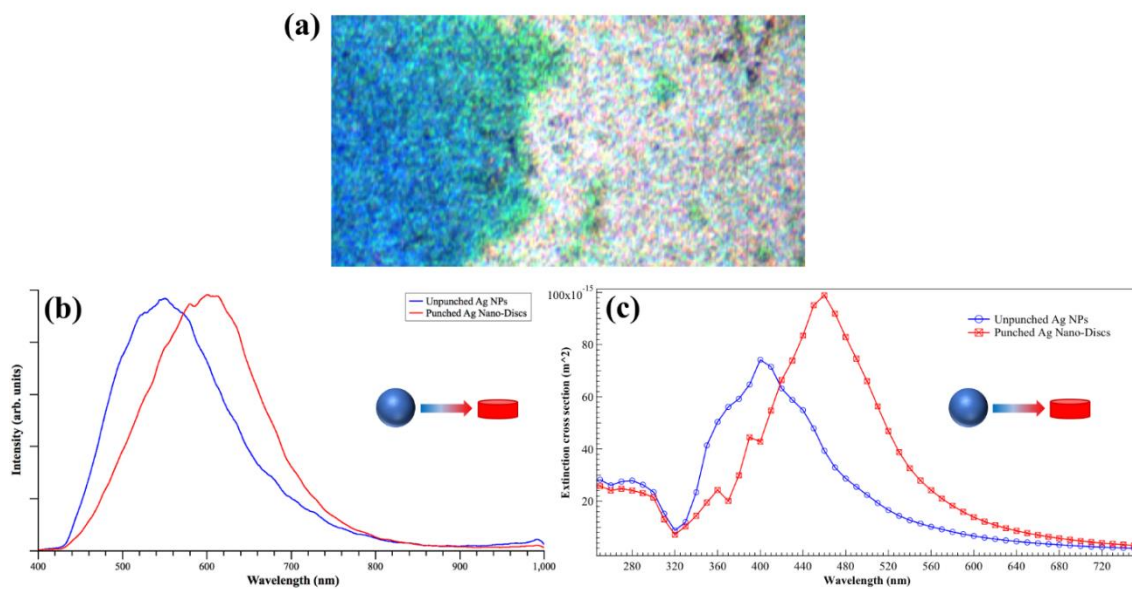 (a)
(b)
Unpunched Ag NPs
Punched Ag Nano-Discs
Intensity (arb. units)
400
500
600
700
800
900
1,000
Wavelength (nm)
(c)
100x10⁻¹⁵
80
60
40
20
Unpunched Ag NPs
Punched Ag Nano-Discs
Extinction cross section (m^2)
280
320
360
400
440
480
520
560
600
640
680
720
Wavelength (nm)